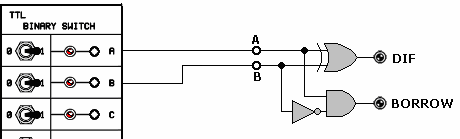 TTL
BINARY SWITCH
0 1 A
A
DIF
0 1 B
B
BORROW
0 1 C